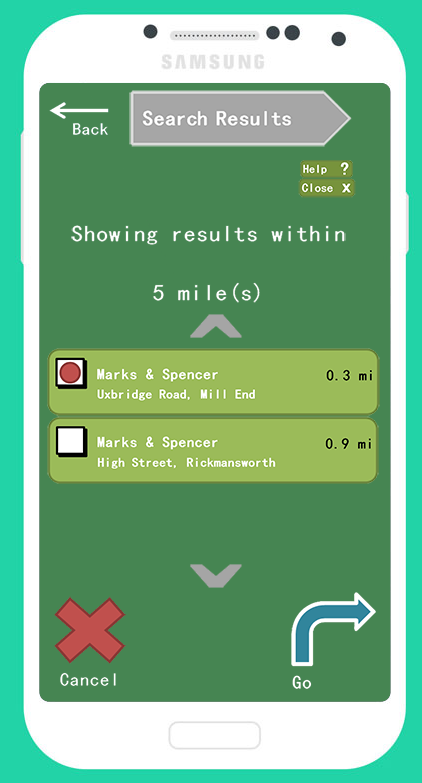 SAMSUNG
Back
Search Results
Help ?
Close X
Showing results within
5 mile(s)
Marks & Spencer 0.3 mi
Uxbridge Road, Mill End
Marks & Spencer 0.9 mi
High Street, Rickmansworth
Cancel
Go